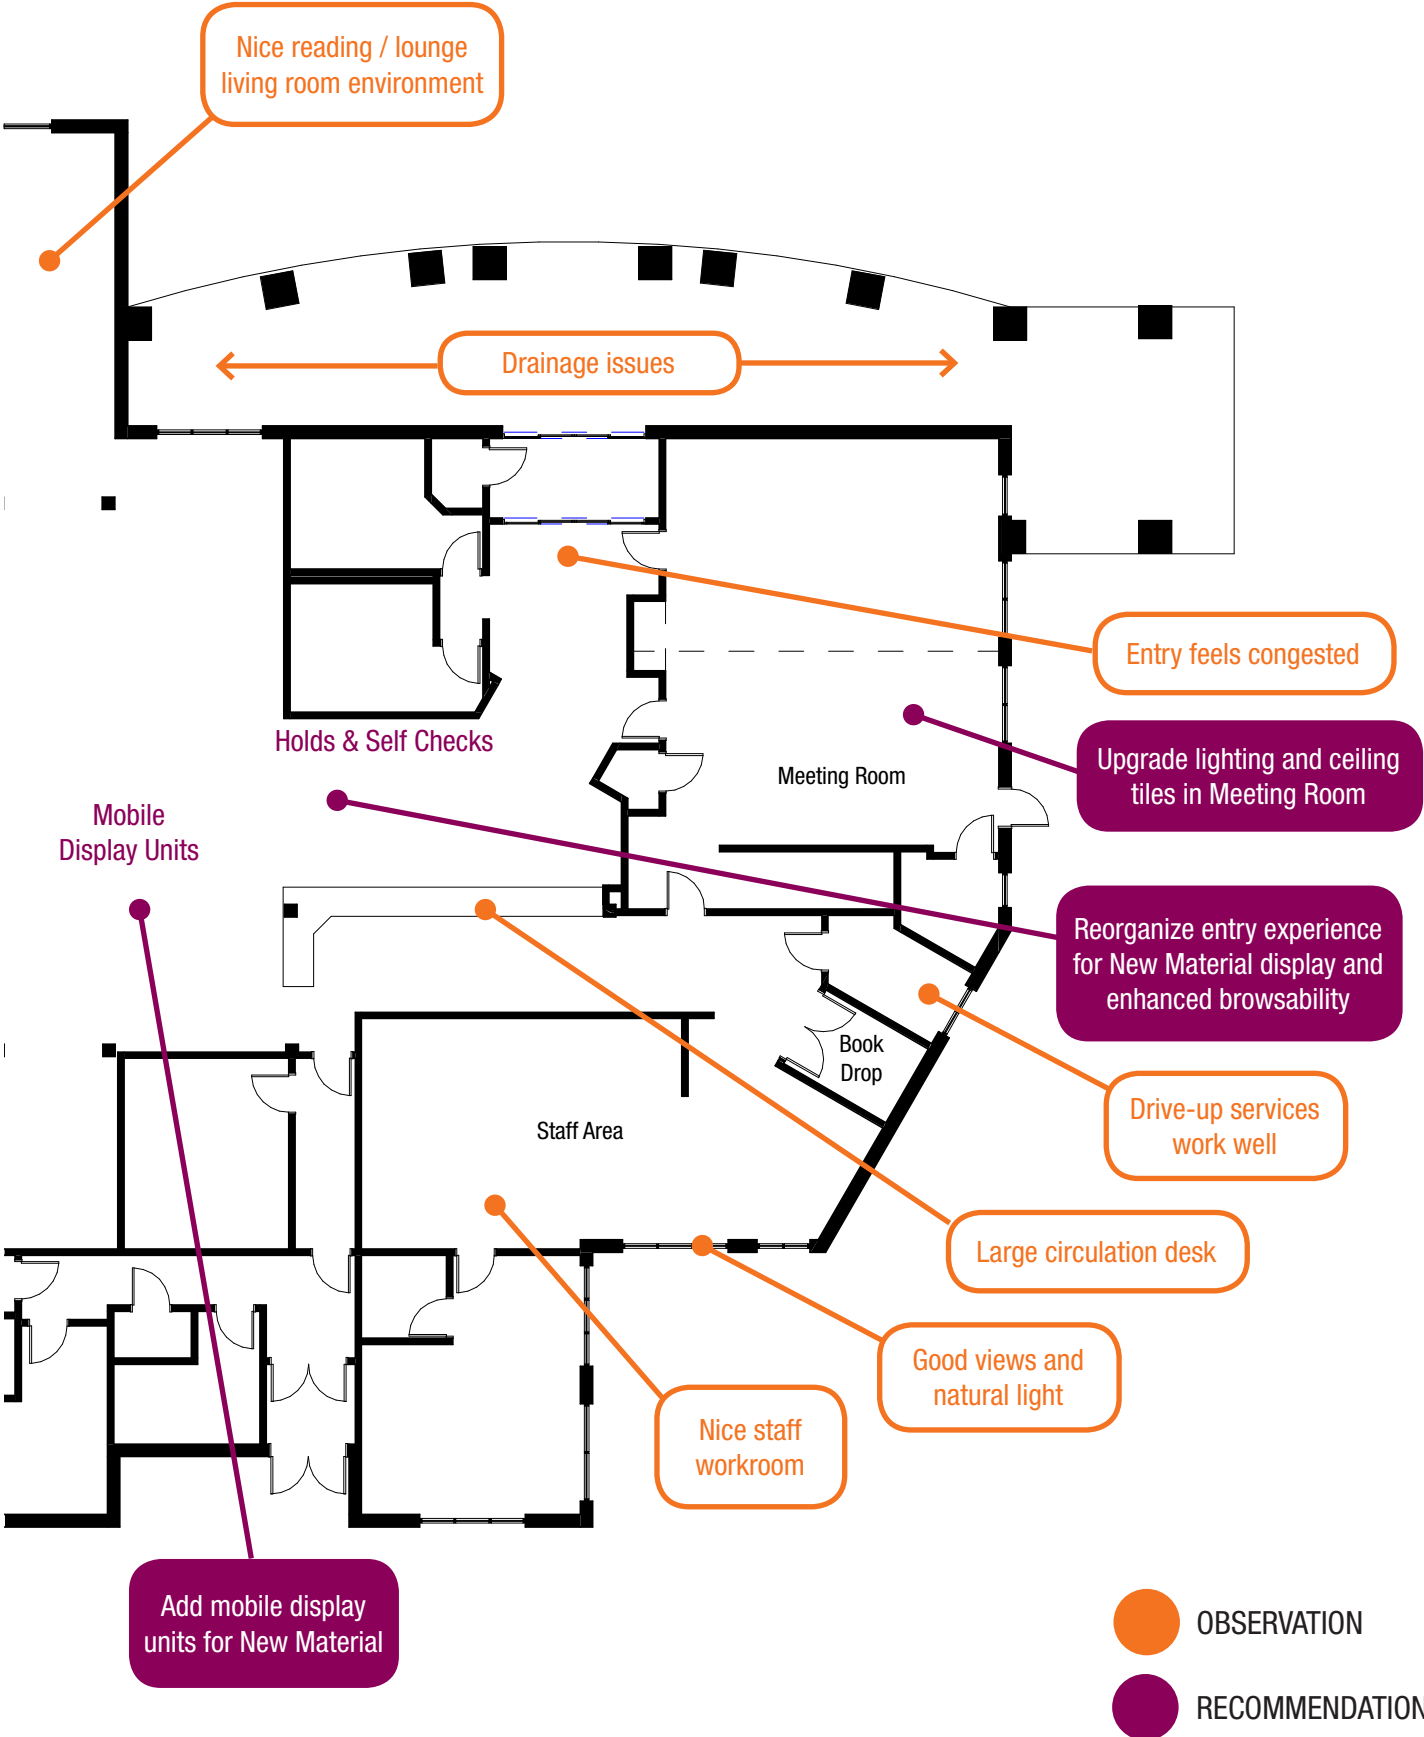 Nice reading / lounge
living room environment
Drainage issues
Entry feels congested
Holds & Self Checks
Upgrade lighting and ceiling
tiles in Meeting Room
Meeting Room
Mobile
Display Units
Reorganize entry experience
for New Material display and
enhanced browsability
Book
Drop
Drive-up services
work well
Staff Area
Large circulation desk
Good views and
natural light
Nice staff
workroom
Add mobile display
units for New Material
OBSERVATION
RECOMMENDATION